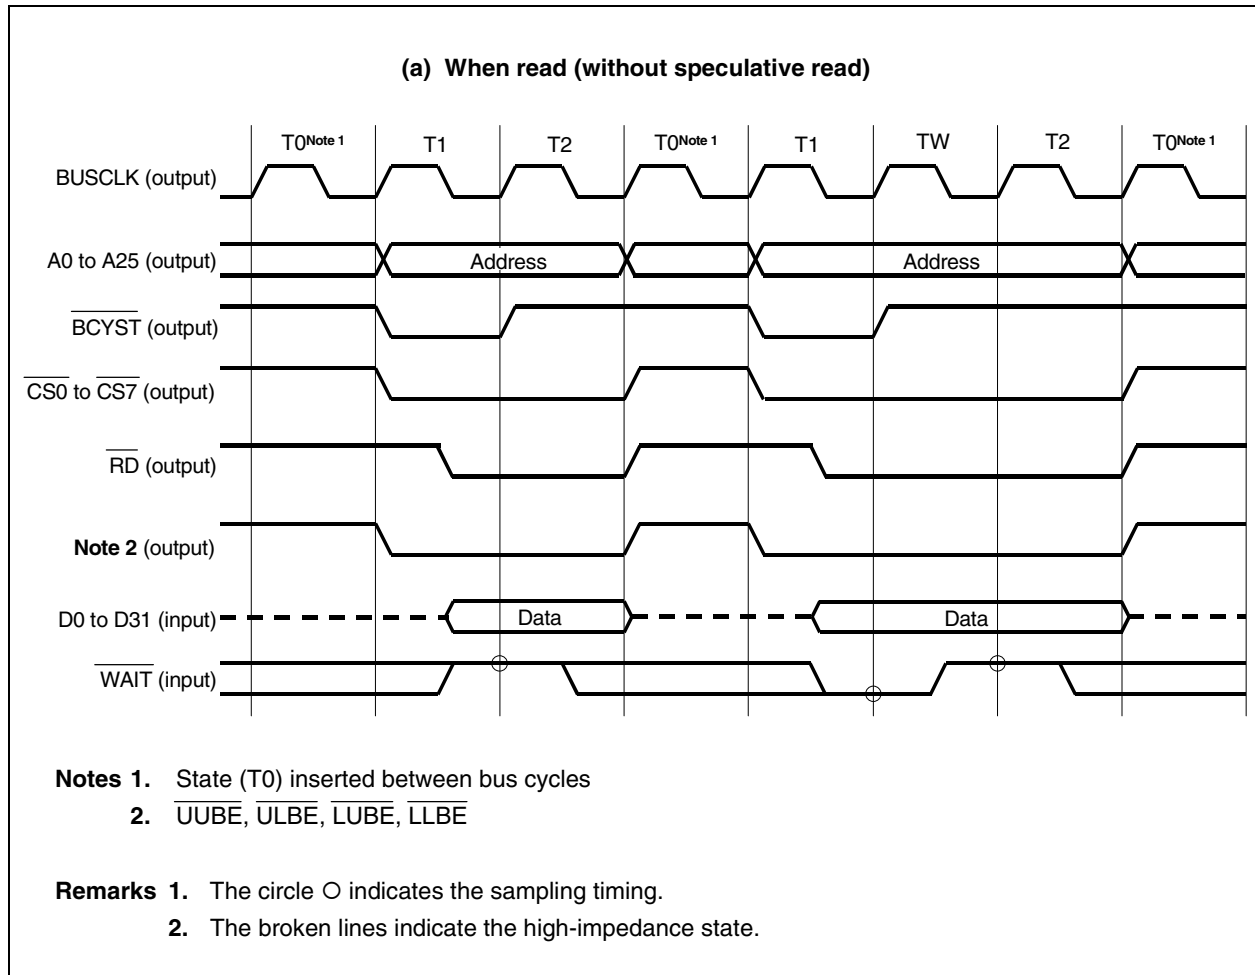 (a) When read (without speculative read)
T0Note 1 T1 T2 T0Note 1 T1 TW T2 T0Note 1
BUSCLK (output)
A0 to A25 (output) Address Address
BCYST (output)
CS0 to CS7 (output)
RD (output)
Note 2 (output)
D0 to D31 (input) Data Data
WAIT (input)
Notes 1. State (T0) inserted between bus cycles
2. UUBE, ULBE, LUBE, LLBE
Remarks 1. The circle O indicates the sampling timing.
2. The broken lines indicate the high-impedance state.